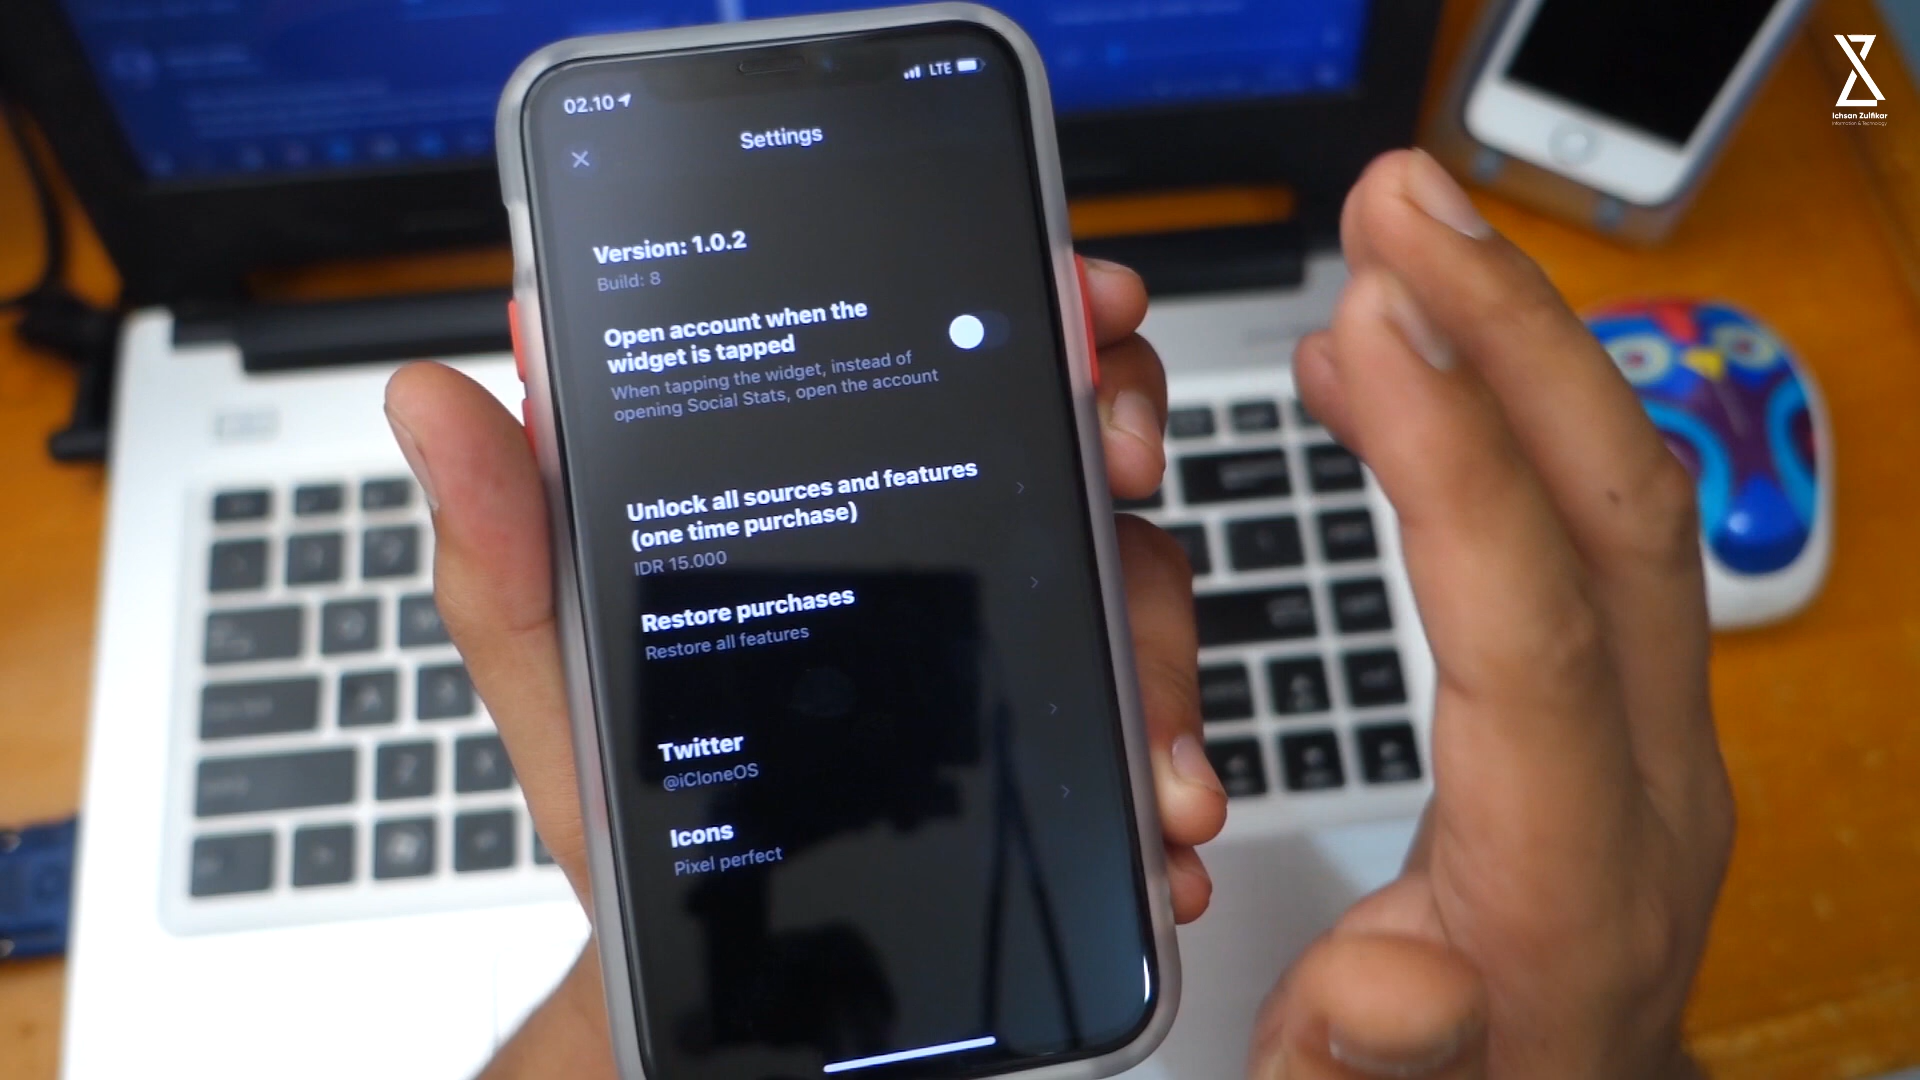 Ichsan Zulfikar
Information & Technology
02.10
LTE
Settings
Version: 1.0.2
Build: 8
Open account when the
widget is tapped
When tapping the widget, instead of
opening Social Stats, open the account
Unlock all sources and features
(one time purchase)
IDR 15.000
Restore purchases
Restore all features
Twitter
@iCloneOS
Icons
Pixel perfect